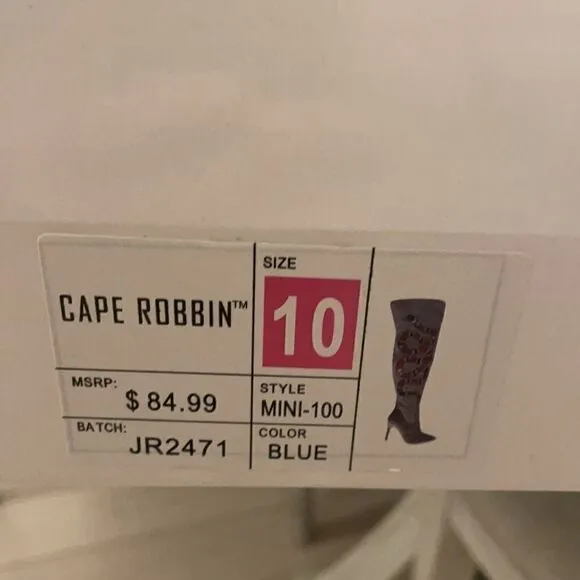 CAPE ROBBIN™
SIZE
10
MSRP:
$ 84.99
STYLE
MINI-100
BATCH:
JR2471
COLOR
BLUE